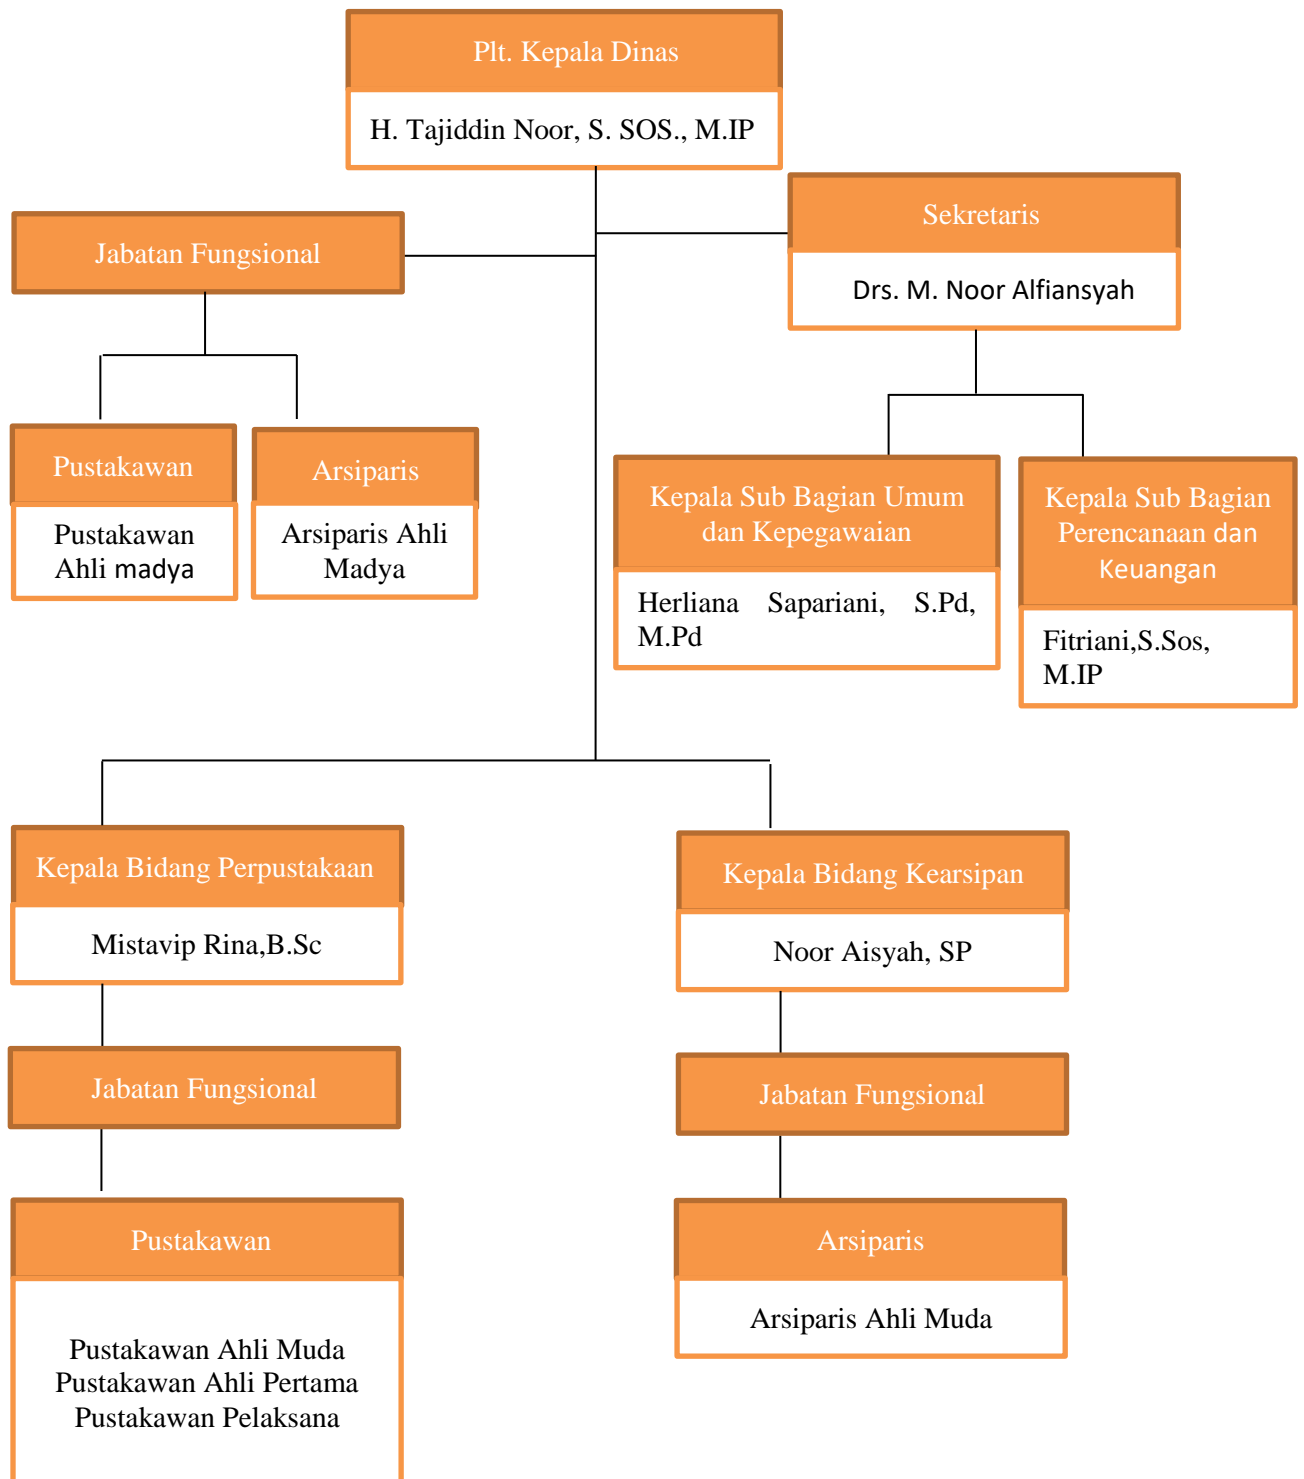 Plt. Kepala Dinas
H. Tajiddin Noor, S. SOS., M.IP
Sekretaris
Drs. M. Noor Alfiansyah
Jabatan Fungsional
Pustakawan
Pustakawan
Ahli madya
Arsiparis
Arsiparis Ahli
Madya
Kepala Sub Bagian Umum
dan Kepegawaian
Herliana Sapariani, S.Pd,
M.Pd
Kepala Sub Bagian
Perencanaan dan
Keuangan
Fitriani,S.Sos,
M.IP
Kepala Bidang Perpustakaan
Mistavip Rina,B.Sc
Jabatan Fungsional
Pustakawan
Pustakawan Ahli Muda
Pustakawan Ahli Pertama
Pustakawan Pelaksana
Kepala Bidang Kearsipan
Noor Aisyah, SP
Jabatan Fungsional
Arsiparis
Arsiparis Ahli Muda